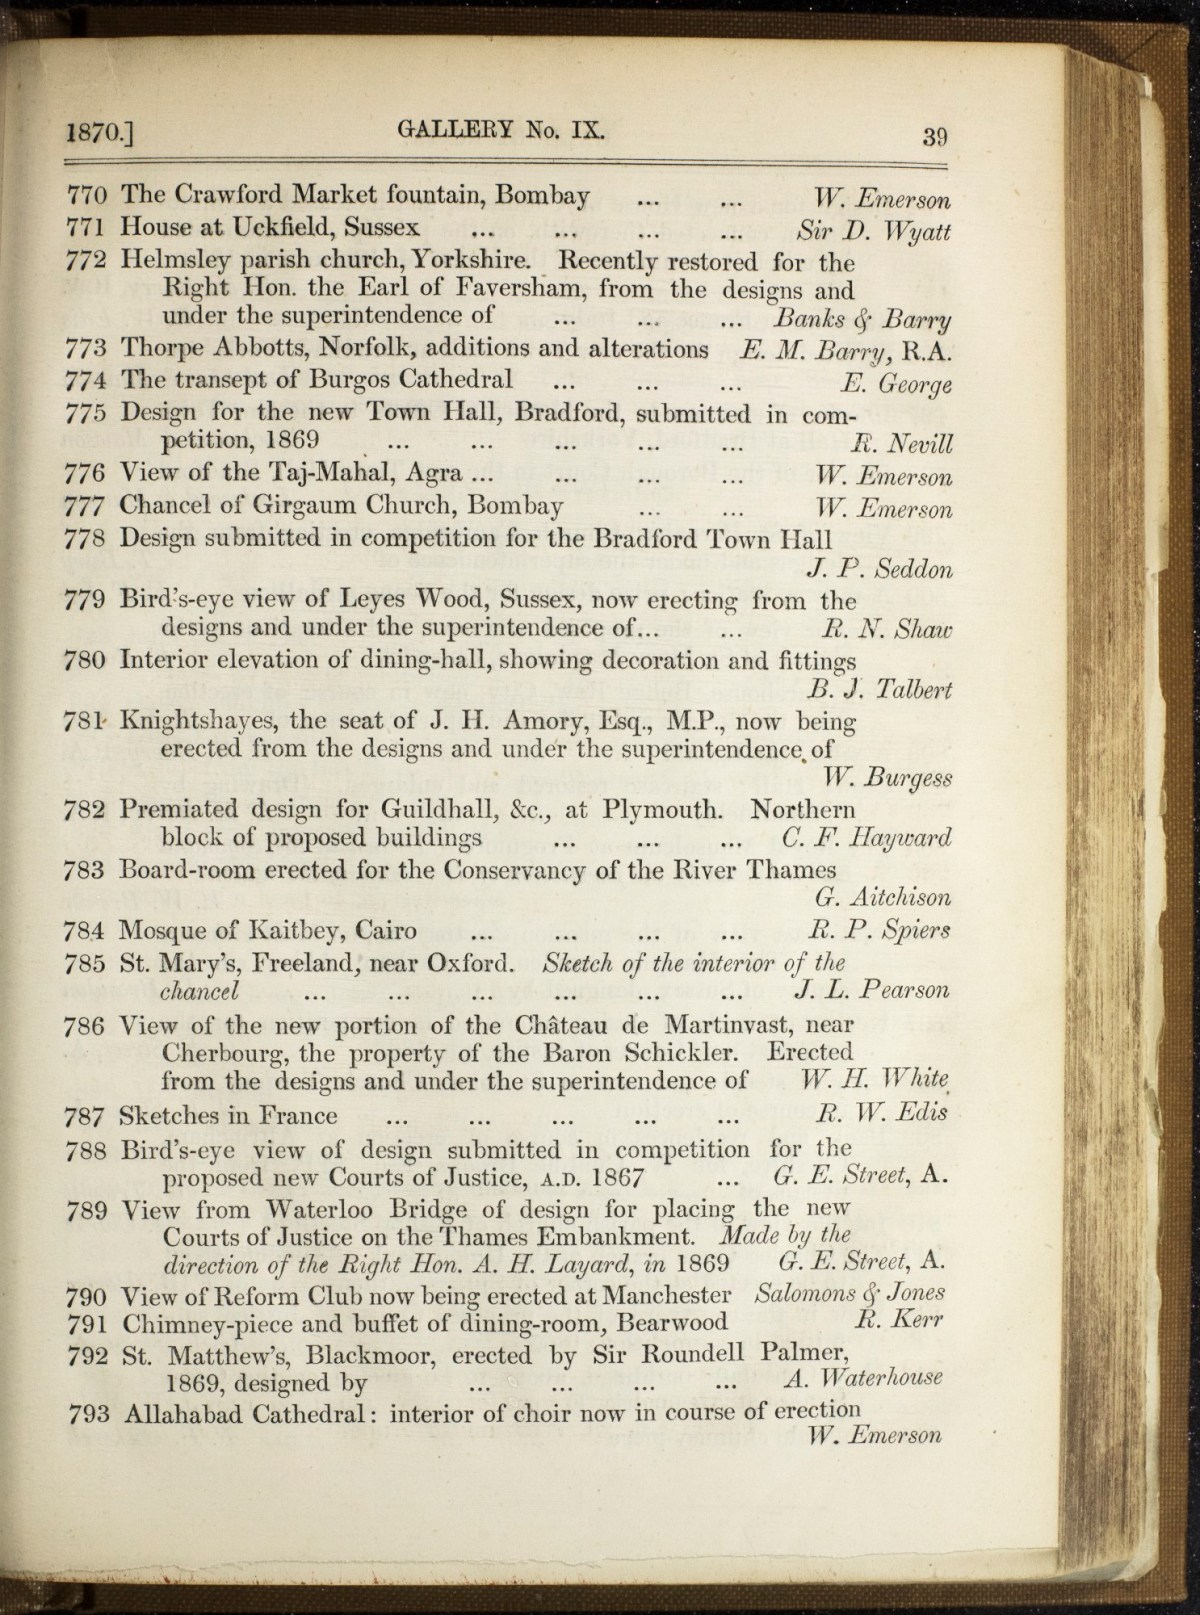 1870.] GALLERY No. IX. 39
770 The Crawford Market fountain, Bombay ... ... W. Emerson
771 House at Uckfield, Sussex ... ... ... ... Sir D. Wyatt
772 Helmsley parish church, Yorkshire. Recently restored for the
Right Hon. the Earl of Faversham, from the designs and
under the superintendence of ... ... ... Banks & Barry
773 Thorpe Abbotts, Norfolk, additions and alterations E. M. Barry, R.A.
774 The transept of Burgos Cathedral ... ... ... E. George
775 Design for the new Town Hall, Bradford, submitted in com-
petition, 1869 ... ... ... ... ... R. Nevill
776 View of the Taj-Mahal, Agra ... ... ... ... W. Emerson
777 Chancel of Girgaum Church, Bombay ... ... W. Emerson
778 Design submitted in competition for the Bradford Town Hall
J. P. Seddon
779 Bird's-eye view of Leyes Wood, Sussex, now erecting from the
designs and under the superintendence of... ... R. N. Shaw
780 Interior elevation of dining-hall, showing decoration and fittings
B. J. Talbert
781 Knightshayes, the seat of J. H. Amory, Esq., M.P., now being
erected from the designs and under the superintendence of
W. Burgess
782 Premiated design for Guildhall, &c., at Plymouth. Northern
block of proposed buildings ... ... ... C. F. Hayward
783 Board-room erected for the Conservancy of the River Thames
G. Aitchison
784 Mosque of Kaitbey, Cairo ... ... ... ... R. P. Spiers
785 St. Mary's, Freeland, near Oxford. Sketch of the interior of the
chancel ... ... ... ... ... ... J. L. Pearson
786 View of the new portion of the Château de Martinvast, near
Cherbourg, the property of the Baron Schickler. Erected
from the designs and under the superintendence of W. H. White
787 Sketches in France ... ... ... ... ... R. W. Edis
788 Bird's-eye view of design submitted in competition for the
proposed new Courts of Justice, A.D. 1867 ... G. E. Street, A.
789 View from Waterloo Bridge of design for placing the new
Courts of Justice on the Thames Embankment. Made by the
direction of the Right Hon. A. H. Layard, in 1869 G. E. Street, A.
790 View of Reform Club now being erected at Manchester Salomons & Jones
791 Chimney-piece and buffet of dining-room, Bearwood R. Kerr
792 St. Matthew's, Blackmoor, erected by Sir Roundell Palmer,
1869, designed by ... ... ... ... A. Waterhouse
793 Allahabad Cathedral: interior of choir now in course of erection
W. Emerson